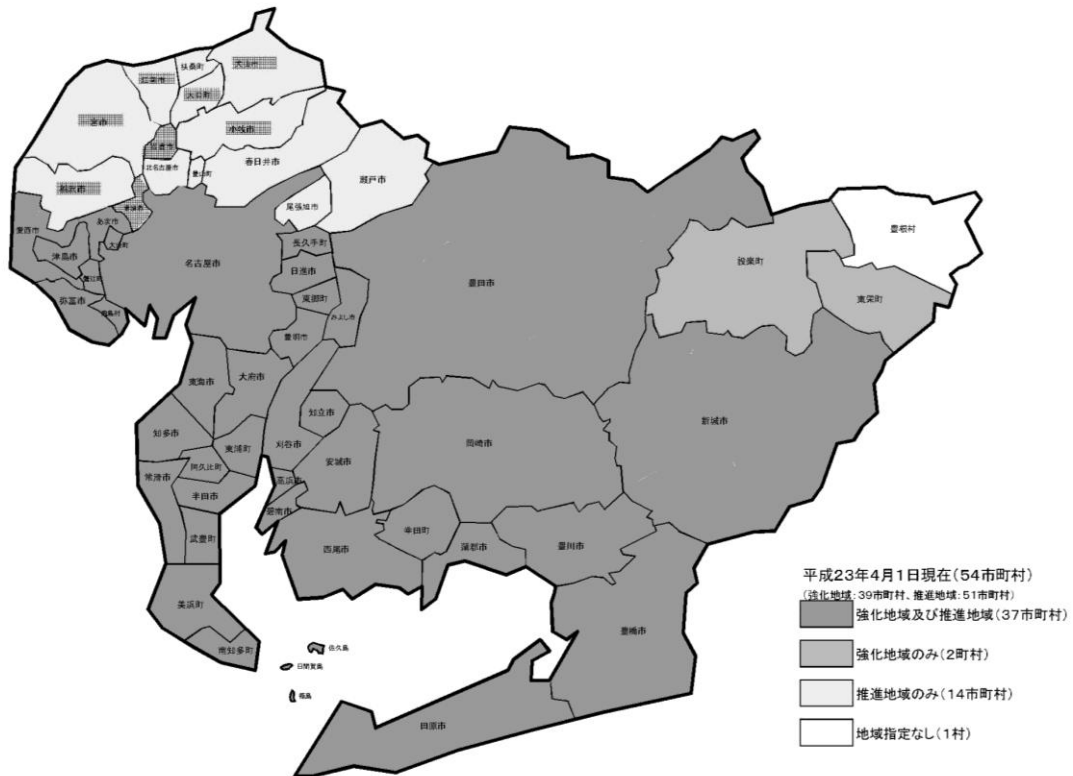 扶桑町
犬山市
江南市
大口町
一宮市
小牧市
岩倉市
春日井市
北名古屋市
豊山町
瀬戸市
稲沢市
尾張旭市
清須市
愛西市
あま市
豊根村
長久手町
設楽町
津島市
大治町
名古屋市
日進市
豊田市
蟹江町
東郷町
東栄町
弥富市
飛島村
みよし市
豊明市
東海市
大府市
知立市
新城市
知多市
東浦町
刈谷市
岡崎市
阿久比町
安城市
常滑市
高浜市
半田市
碧南市
幸田町
武豊町
西尾市
蒲郡市
豊川市
美浜町
豊橋市
南知多町
佐久島
日間賀島
篠島
田原市
平成23年4月1日現在(54市町村)
(強化地域:39市町村、推進地域:51市町村)
強化地域及び推進地域(37市町村)
強化地域のみ(2町村)
推進地域のみ(14市町村)
地域指定なし(1村)